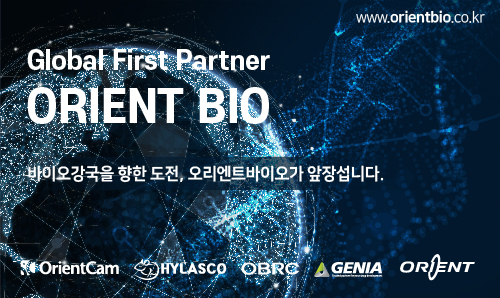 www.orientbio.co.kr
Global First Partner
ORIENT BIO
바이오강국을 향한 도전, 오리엔트바이오가 앞장섭니다.
OrientCam HYLASCO OBRC GENIA ORIENT